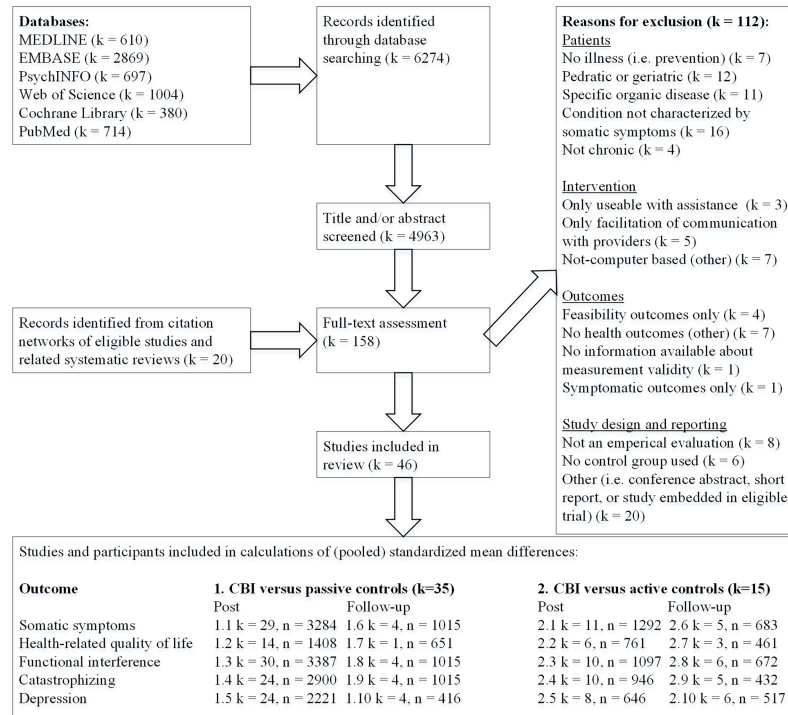 Databases:
MEDLINE (k = 610)
EMBASE (k = 2869)
PsychINFO (k = 697)
Web of Science (k = 1004)
Cochrane Library (k = 380)
PubMed (k = 714)
Records identified
through database
searching (k = 6274)
Title and/or abstract
screened (k = 4963)
Records identified from citation
networks of eligible studies and
related systematic reviews (k = 20)
Full-text assessment
(k = 158)
Studies included in
review (k = 46)
Reasons for exclusion (k = 112):
Patients
No illness (i.e. prevention) (k = 7)
Pedratic or geriatric (k = 12)
Specific organic disease (k = 11)
Condition not characterized by
somatic symptoms (k = 16)
Not chronic (k = 4)
Intervention
Only useable with assistance (k = 3)
Only facilitation of communication
with providers (k = 5)
Not-computer based (other) (k = 7)
Outcomes
Feasibility outcomes only (k = 4)
No health outcomes (other) (k = 7)
No information available about
measurement validity (k = 1)
Symptomatic outcomes only (k = 1)
Study design and reporting
Not an emperical evaluation (k = 8)
No control group used (k = 6)
Other (i.e. conference abstract, short
report, or study embedded in eligible
trial) (k = 20)
Studies and participants included in calculations of (pooled) standardized mean differences:
Outcome 1. CBI versus passive controls (k=35) 2. CBI versus active controls (k=15)
Post Follow-up Post Follow-up
Somatic symptoms 1.1 k = 29, n = 3284 1.6 k = 4, n = 1015 2.1 k = 11, n = 1292 2.6 k = 5, n = 683
Health-related quality of life 1.2 k = 14, n = 1408 1.7 k = 1, n = 651 2.2 k = 6, n = 761 2.7 k = 3, n = 461
Functional interference 1.3 k = 30, n = 3387 1.8 k = 4, n = 1015 2.3 k = 10, n = 1097 2.8 k = 6, n = 672
Catastrophizing 1.4 k = 24, n = 2900 1.9 k = 4, n = 1015 2.4 k = 10, n = 946 2.9 k = 5, n = 432
Depression 1.5 k = 24, n = 2221 1.10 k = 4, n = 416 2.5 k = 8, n = 646 2.10 k = 6, n = 517